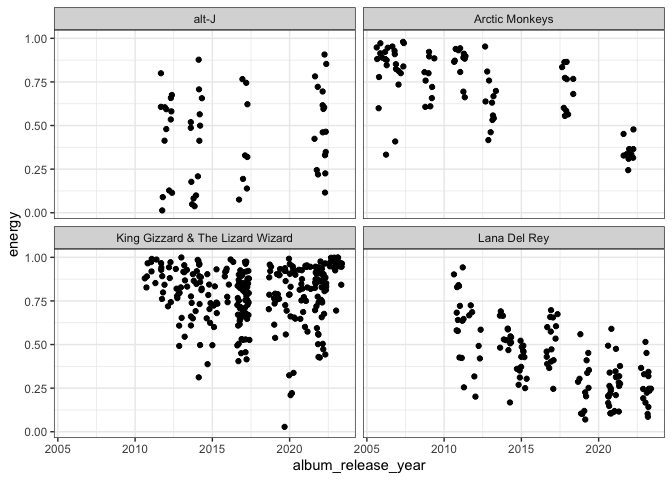 alt-J
Arctic Monkeys
1.00
0.75
0.50
0.25
0.00
energy
King Gizzard & The Lizard Wizard
Lana Del Rey
1.00
0.75
0.50
0.25
0.00
2005 2010 2015 2020 2005 2010 2015 2020
album_release_year